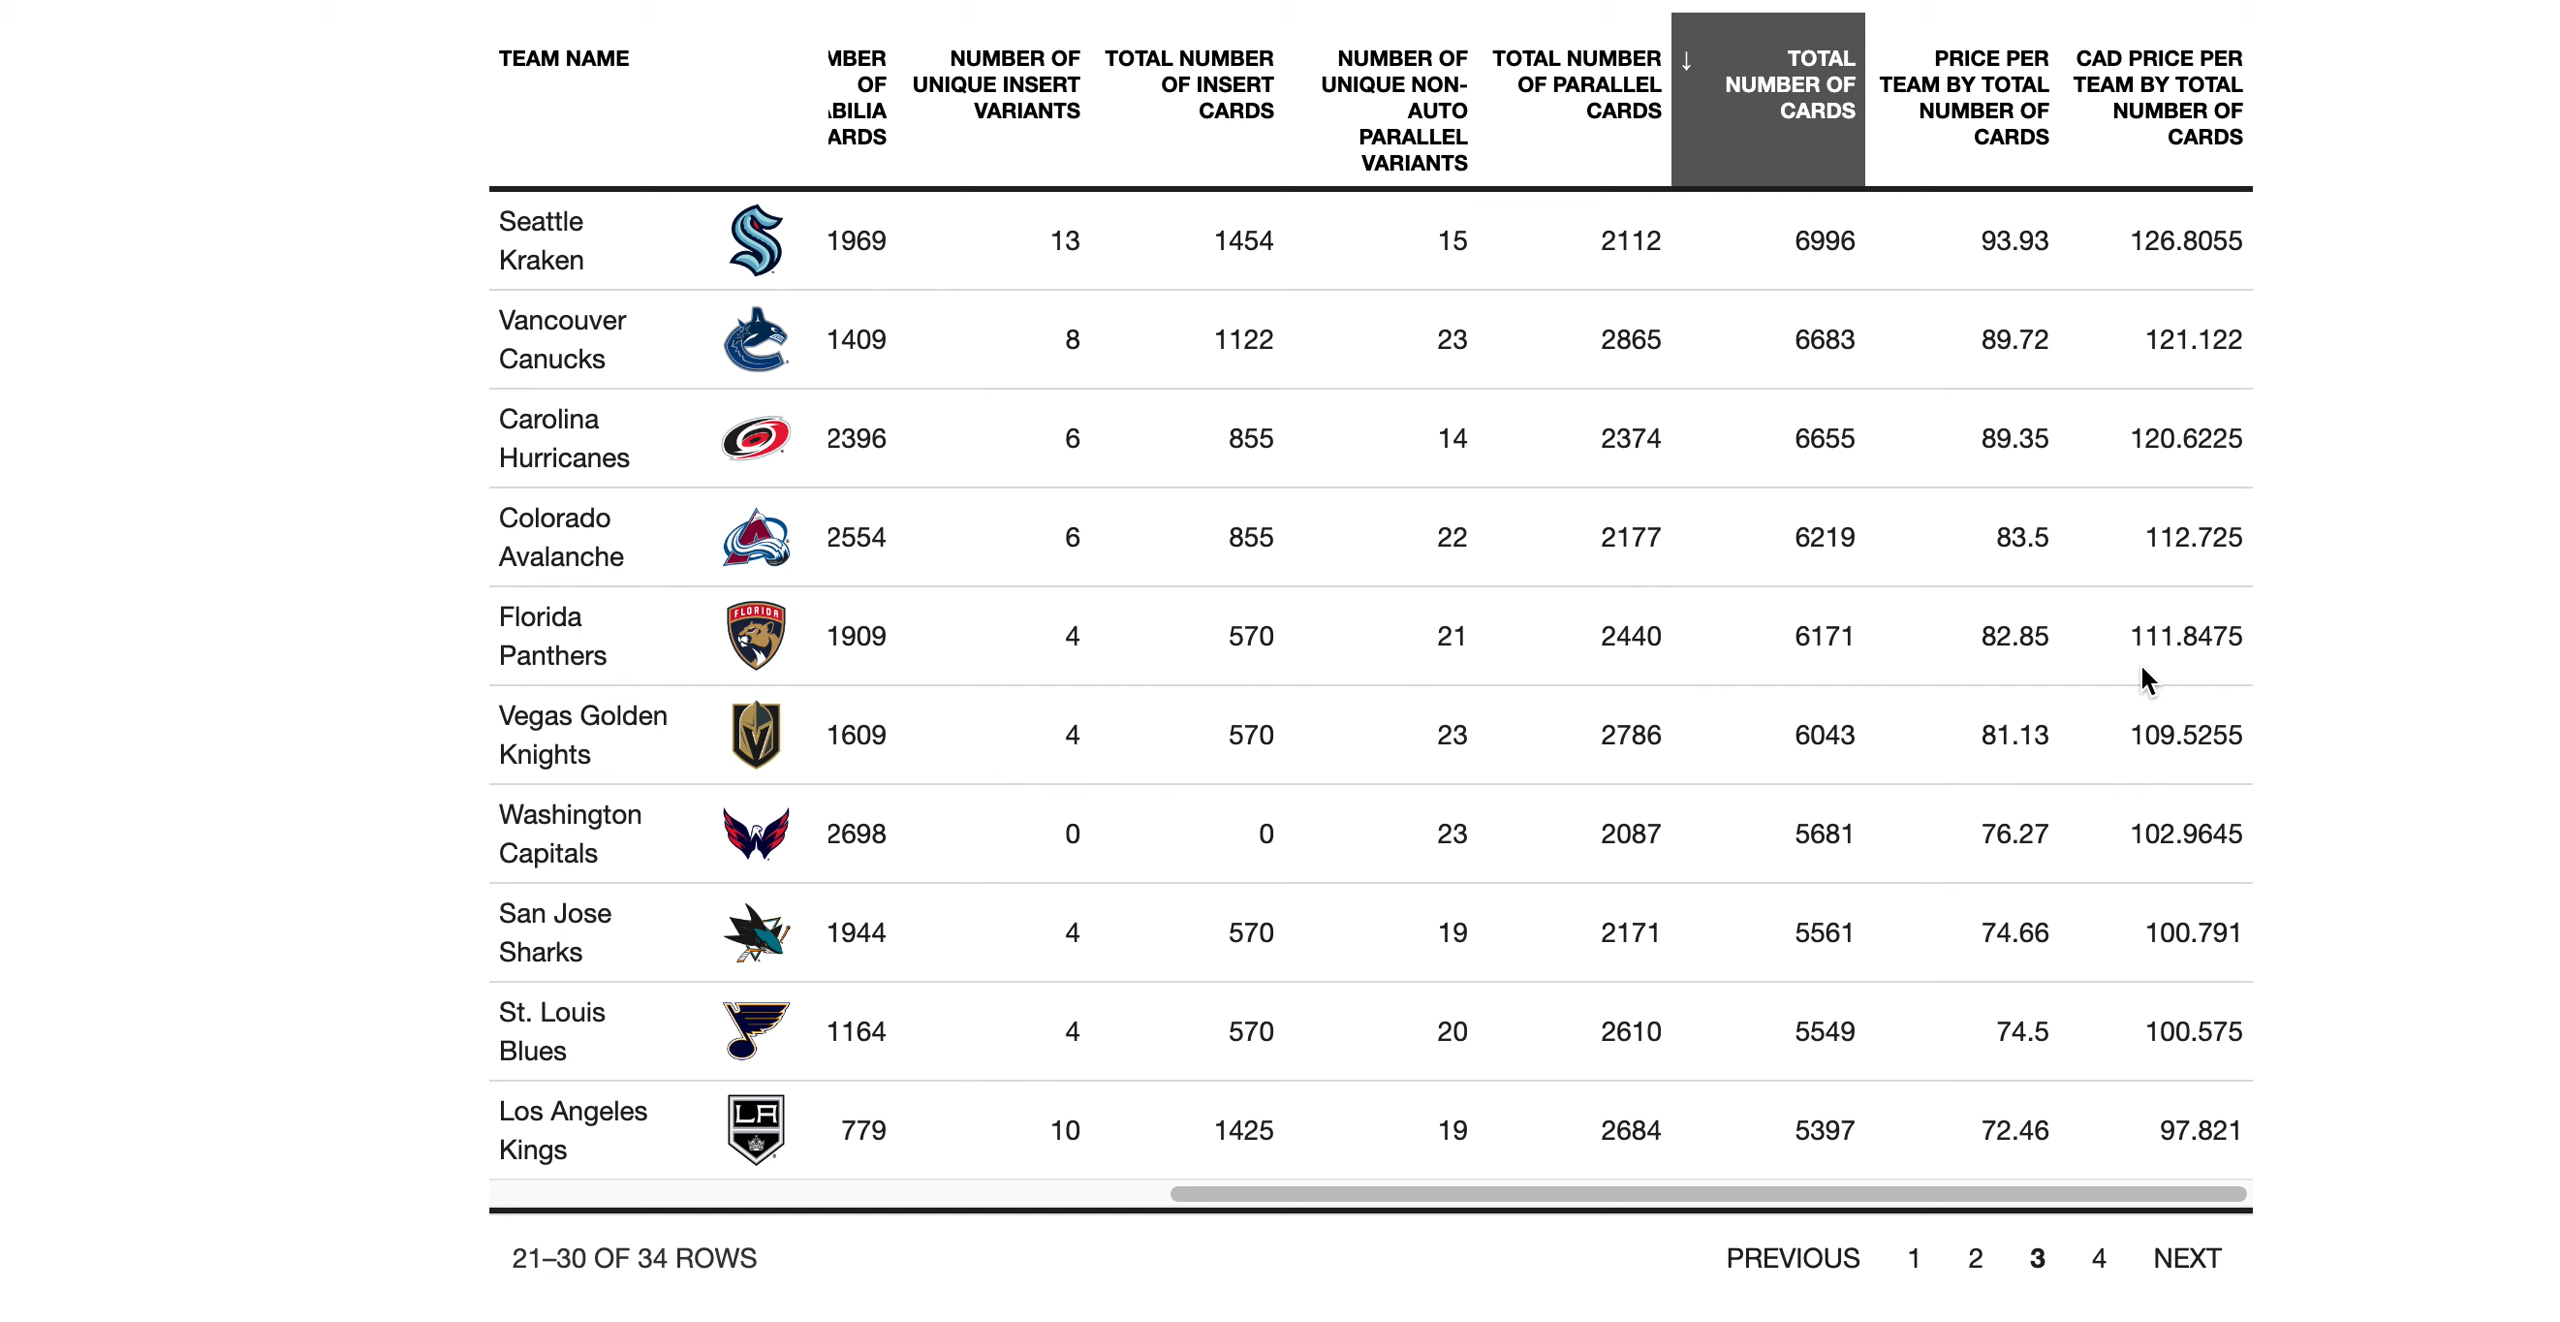 TEAM NAME
MBER OF ABILIA ARDS
NUMBER OF UNIQUE INSERT VARIANTS
TOTAL NUMBER OF INSERT CARDS
NUMBER OF UNIQUE NON-AUTO PARALLEL VARIANTS
TOTAL NUMBER OF PARALLEL CARDS
↓ TOTAL NUMBER OF CARDS
PRICE PER TEAM BY TOTAL NUMBER OF CARDS
CAD PRICE PER TEAM BY TOTAL NUMBER OF CARDS
Seattle Kraken 1969 13 1454 15 2112 6996 93.93 126.8055
Vancouver Canucks 1409 8 1122 23 2865 6683 89.72 121.122
Carolina Hurricanes 2396 6 855 14 2374 6655 89.35 120.6225
Colorado Avalanche 2554 6 855 22 2177 6219 83.5 112.725
Florida Panthers FLORIDA 1909 4 570 21 2440 6171 82.85 111.8475
Vegas Golden Knights 1609 4 570 23 2786 6043 81.13 109.5255
Washington Capitals 2698 0 0 23 2087 5681 76.27 102.9645
San Jose Sharks 1944 4 570 19 2171 5561 74.66 100.791
St. Louis Blues 1164 4 570 20 2610 5549 74.5 100.575
Los Angeles Kings LA 779 10 1425 19 2684 5397 72.46 97.821
21–30 OF 34 ROWS
PREVIOUS 1 2 3 4 NEXT